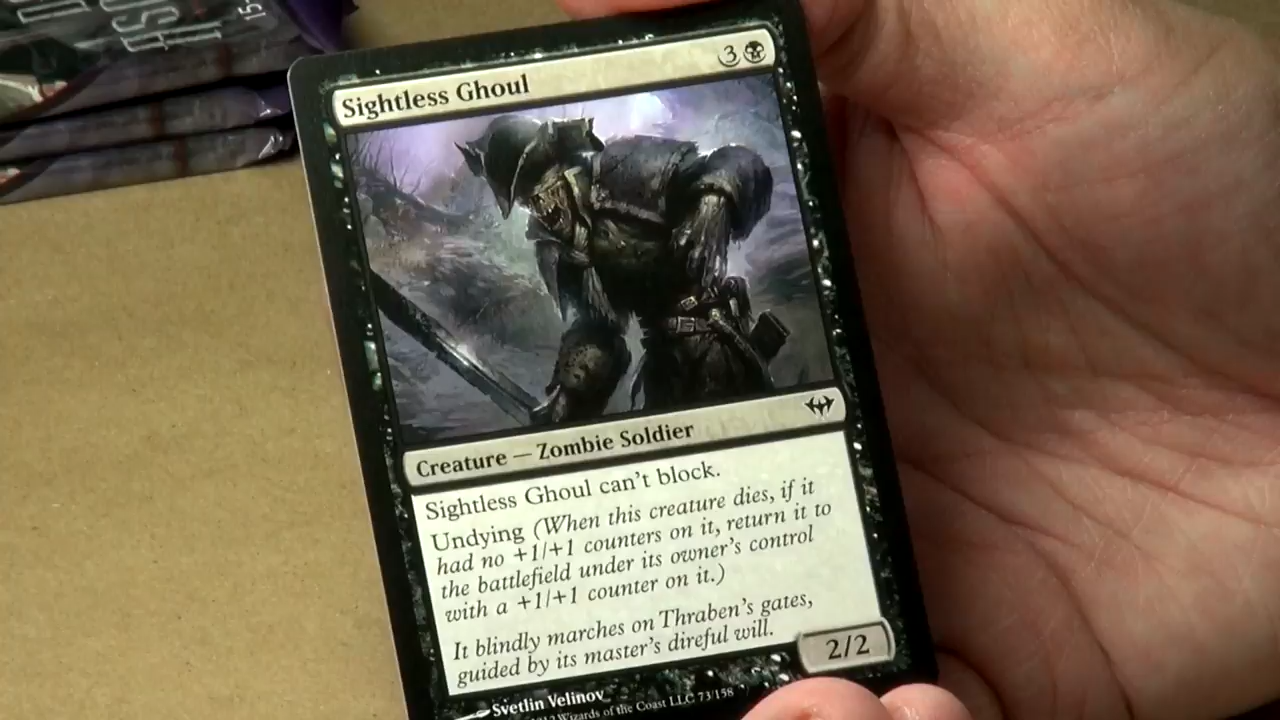 15
Sightless Ghoul
3
Creature — Zombie Soldier
Sightless Ghoul can't block.
Undying (When this creature dies, if it
had no +1/+1 counters on it, return it to
the battlefield under its owner's control
with a +1/+1 counter on it.)
It blindly marches on Thraben's gates,
guided by its master's direful will.
2/2
Svetlin Velinov
Wizards of the Coast LLC 73/158